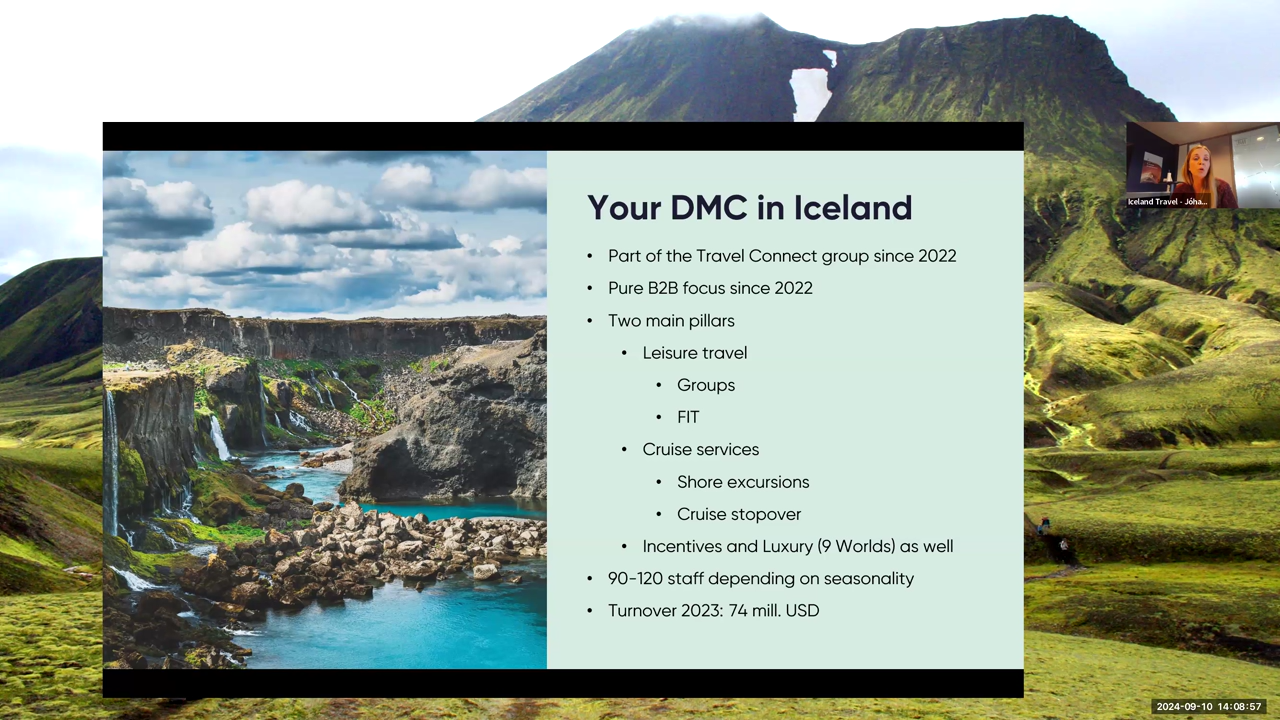 Your DMC in Iceland
• Part of the Travel Connect group since 2022
• Pure B2B focus since 2022
• Two main pillars
• Leisure travel
• Groups
• FIT
• Cruise services
• Shore excursions
• Cruise stopover
• Incentives and Luxury (9 Worlds) as well
• 90-120 staff depending on seasonality
• Turnover 2023: 74 mill. USD
Iceland Travel - Jóha...
2024-09-10 14:08:57